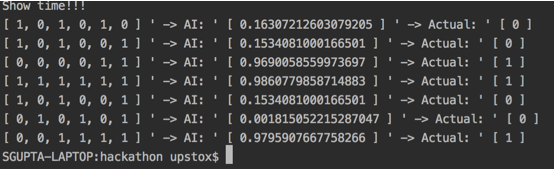 Show time!!!
[ 1, 0, 1, 0, 1, 0 ] ' -> AI: ' [ 0.16307212603079205 ] ' -> Actual: ' [ 0 ]
[ 1, 0, 1, 0, 0, 1 ] ' -> AI: ' [ 0.1534081000166501 ] ' -> Actual: ' [ 0 ]
[ 0, 0, 0, 0, 0, 1 ] ' -> AI: ' [ 0.9690058559973697 ] ' -> Actual: ' [ 1 ]
[ 1, 1, 1, 1, 1, 1 ] ' -> AI: ' [ 0.9860779858714883 ] ' -> Actual: ' [ 1 ]
[ 1, 0, 1, 0, 0, 1 ] ' -> AI: ' [ 0.1534081000166501 ] ' -> Actual: ' [ 0 ]
[ 0, 1, 0, 1, 0, 1 ] ' -> AI: ' [ 0.001815052215287047 ] ' -> Actual: ' [ 0 ]
[ 0, 0, 1, 1, 1, 1 ] ' -> AI: ' [ 0.9795907667758266 ] ' -> Actual: ' [ 1 ]
SGUPTA-LAPTOP:hackathon upstox$